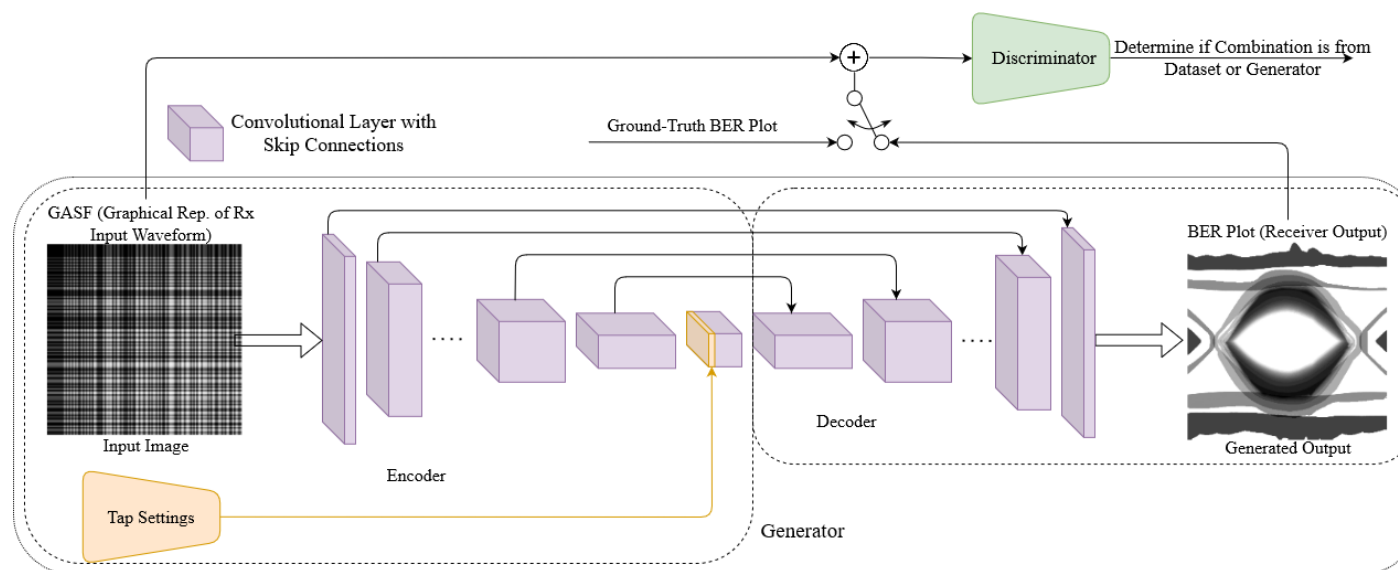 Discriminator
Determine if Combination is from
Dataset or Generator
Convolutional Layer with
Skip Connections
Ground-Truth BER Plot
GASF (Graphical Rep. of Rx
Input Waveform)
BER Plot (Receiver Output)
Input Image
Encoder
Decoder
Generated Output
Tap Settings
Generator